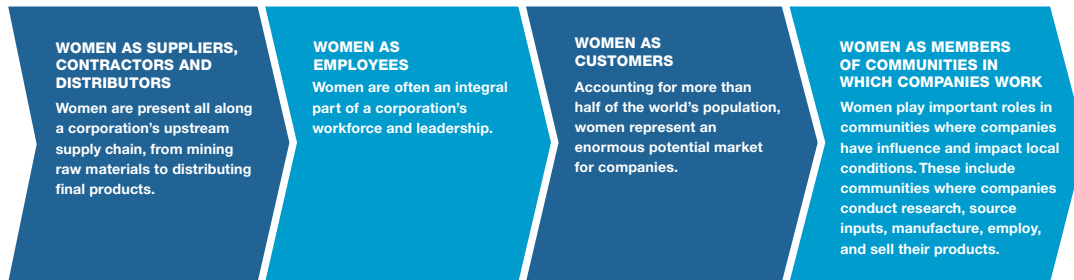 WOMEN AS SUPPLIERS,
CONTRACTORS AND
DISTRIBUTORS
Women are present all along
a corporation's upstream
supply chain, from mining
raw materials to distributing
final products.
WOMEN AS
EMPLOYEES
Women are often an integral
part of a corporation's
workforce and leadership.
WOMEN AS
CUSTOMERS
Accounting for more than
half of the world's population,
women represent an
enormous potential market
for companies.
WOMEN AS MEMBERS
OF COMMUNITIES IN
WHICH COMPANIES WORK
Women play important roles in
communities where companies
have influence and impact local
conditions. These include
communities where companies
conduct research, source
inputs, manufacture, employ,
and sell their products.